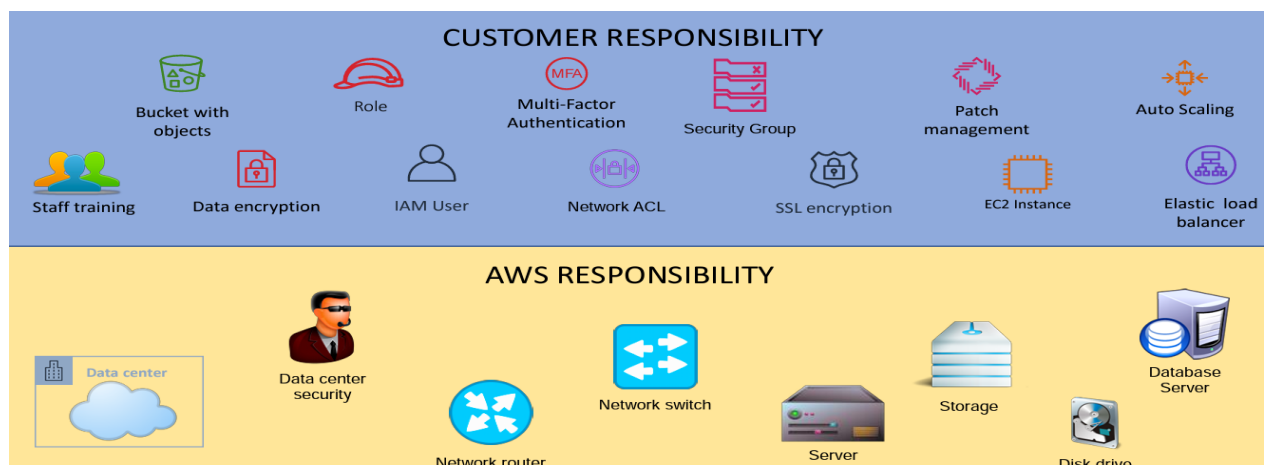 CUSTOMER RESPONSIBILITY
Bucket with
objects
Role
MFA
Multi-Factor
Authentication
Security Group
Patch
management
Auto Scaling
Staff training
Data encryption
IAM User
Network ACL
SSL encryption
EC2 Instance
Elastic load
balancer
AWS RESPONSIBILITY
Data center
Data center
security
Network router
Network switch
Server
Storage
Database
Server
Disk drive